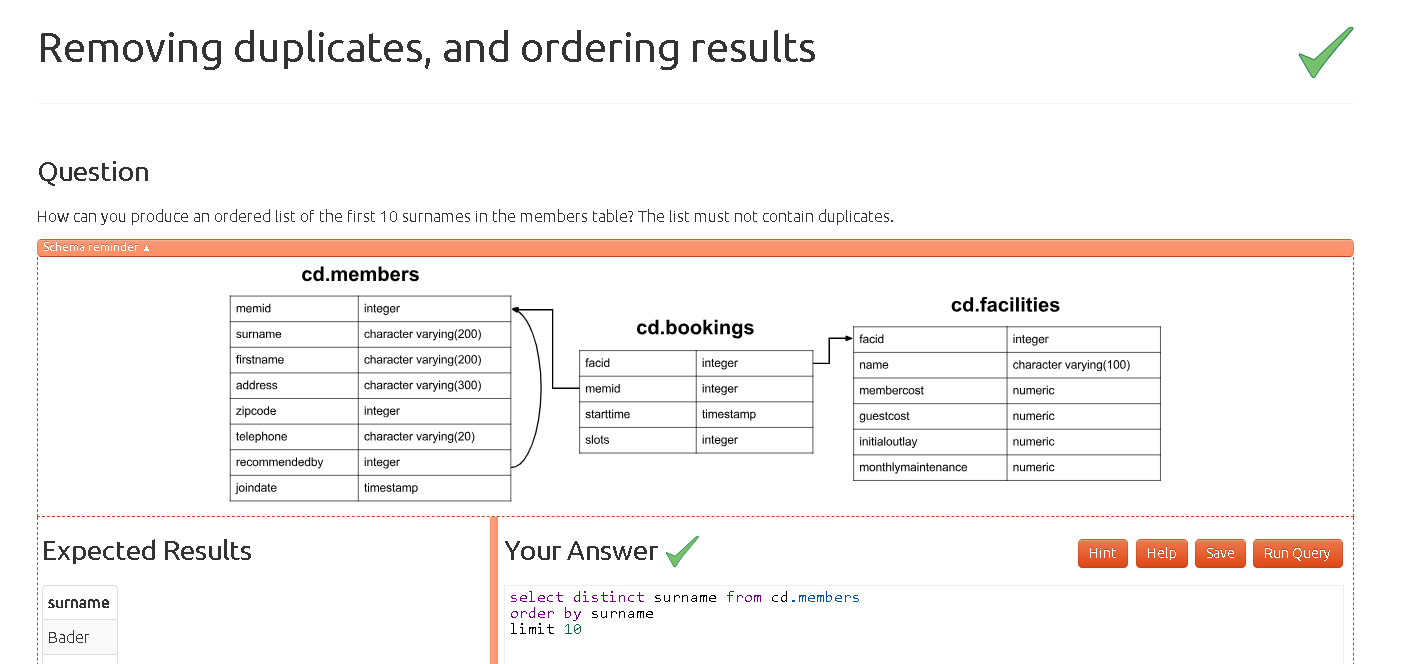 Removing duplicates, and ordering results
Question
How can you produce an ordered list of the first 10 surnames in the members table? The list must not contain duplicates.
Schema reminder ▲
cd.members
memid integer
surname character varying(200)
firstname character varying(200)
address character varying(300)
zipcode integer
telephone character varying(20)
recommendedby integer
joindate timestamp
cd.bookings
facid integer
memid integer
starttime timestamp
slots integer
cd.facilities
facid integer
name character varying(100)
membercost numeric
guestcost numeric
initialoutlay numeric
monthlymaintenance numeric
Expected Results
surname
Bader
Your Answer
Hint Help Save Run Query
select distinct surname from cd.members
order by surname
limit 10